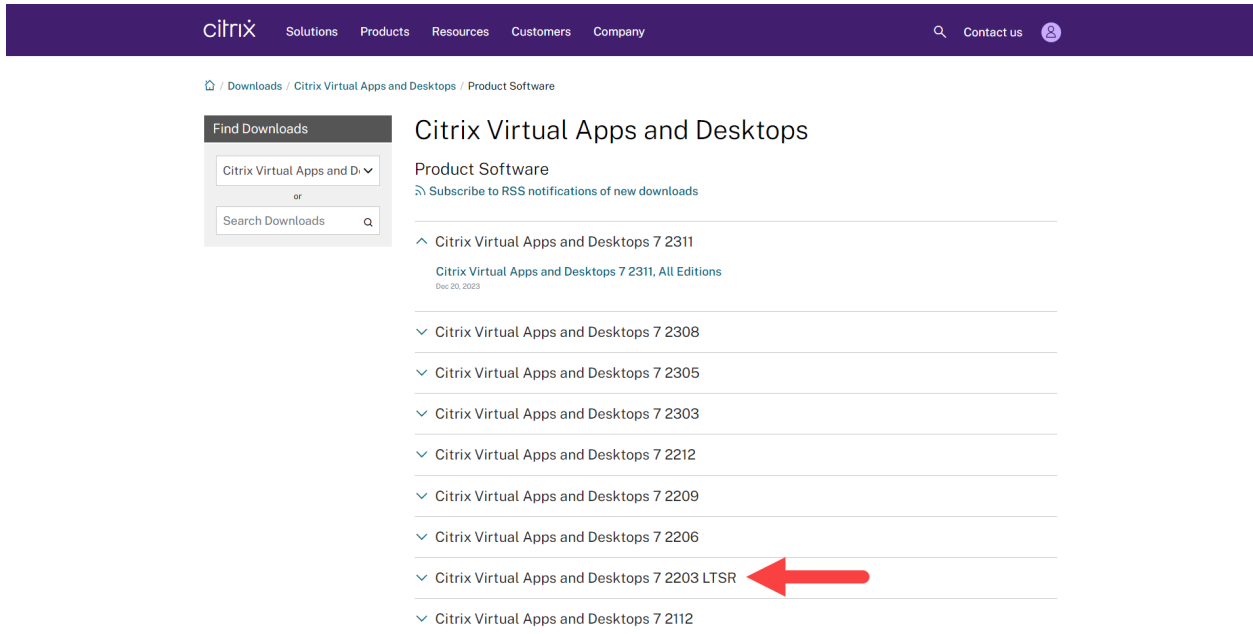 citrix Solutions Products Resources Customers Company Contact us
/ Downloads / Citrix Virtual Apps and Desktops / Product Software
Find Downloads
Citrix Virtual Apps and D
or
Search Downloads
Citrix Virtual Apps and Desktops
Product Software
Subscribe to RSS notifications of new downloads
Citrix Virtual Apps and Desktops 7 2311
Citrix Virtual Apps and Desktops 7 2311, All Editions
Dec 20, 2023
Citrix Virtual Apps and Desktops 7 2308
Citrix Virtual Apps and Desktops 7 2305
Citrix Virtual Apps and Desktops 7 2303
Citrix Virtual Apps and Desktops 7 2212
Citrix Virtual Apps and Desktops 7 2209
Citrix Virtual Apps and Desktops 7 2206
Citrix Virtual Apps and Desktops 7 2203 LTSR
Citrix Virtual Apps and Desktops 7 2112